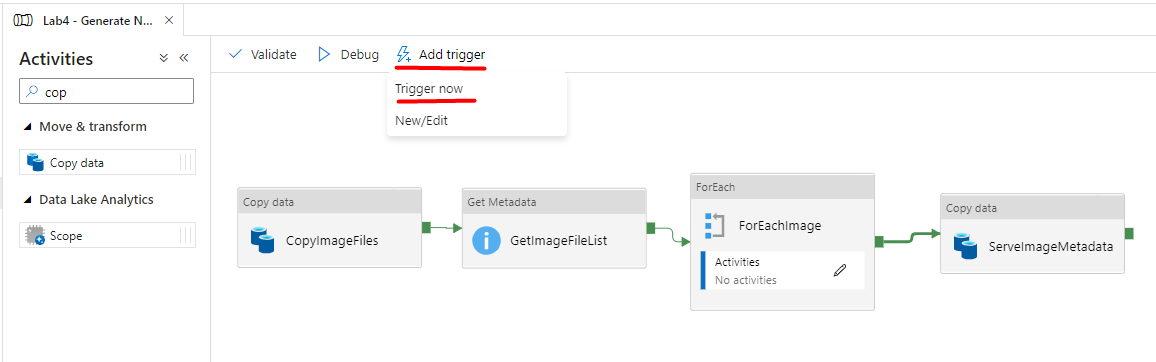 Lab4 - Generate N...
Activities
cop
Move & transform
Copy data
Data Lake Analytics
Scope
Validate
Debug
Add trigger
Trigger now
New/Edit
Copy data
CopyImageFiles
Get Metadata
GetImageFileList
ForEach
ForEachImage
Activities
No activities
Copy data
ServeImageMetadata